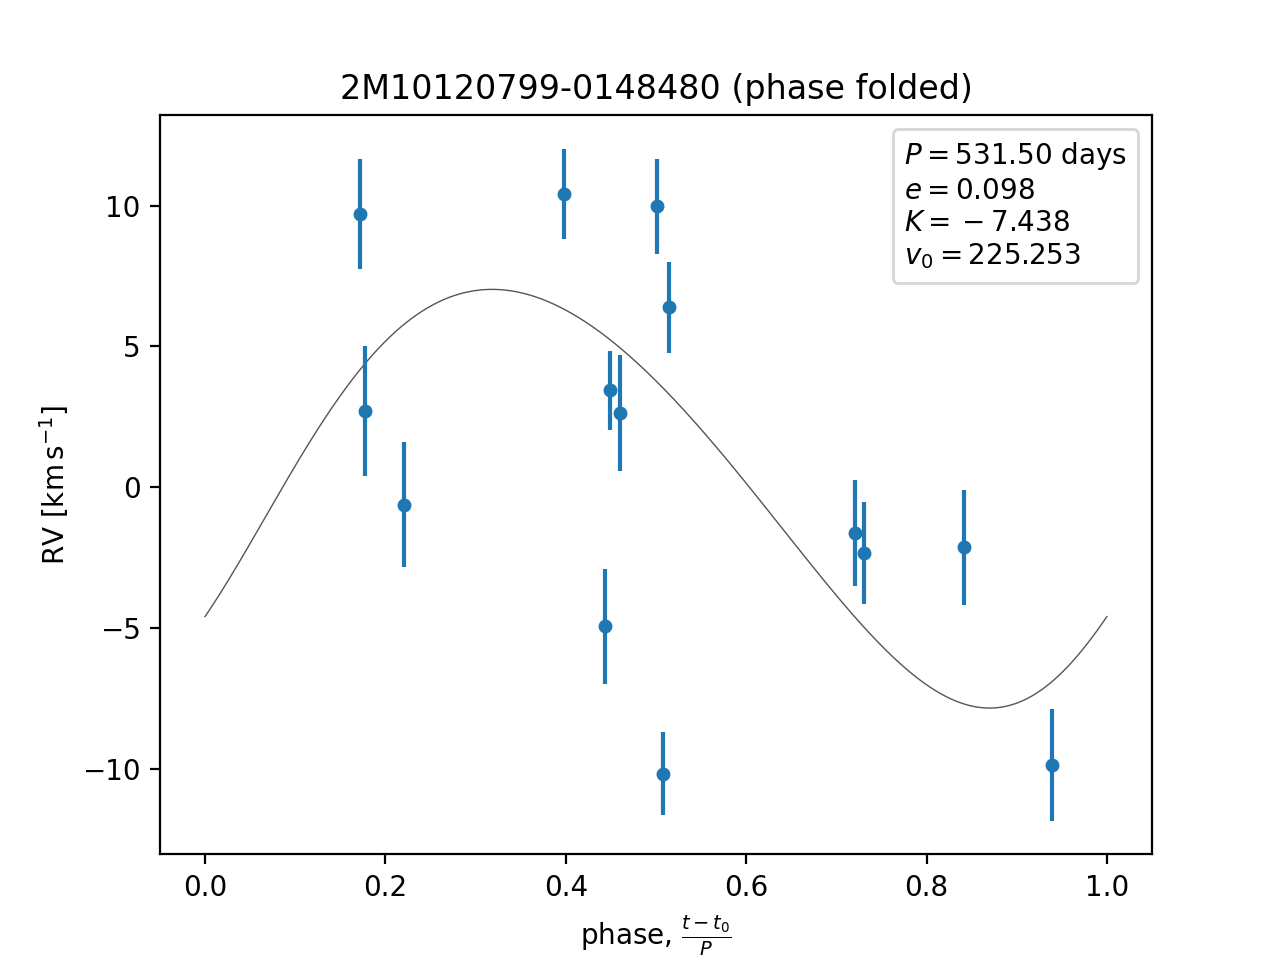 2M10120799-0148480 (phase folded)
P = 531.50 days
e = 0.098
K = −7.438
v₀ = 225.253
RV [km s⁻¹]
10
5
0
−5
−10
0.0 0.2 0.4 0.6 0.8 1.0
phase, (t − t₀)/P